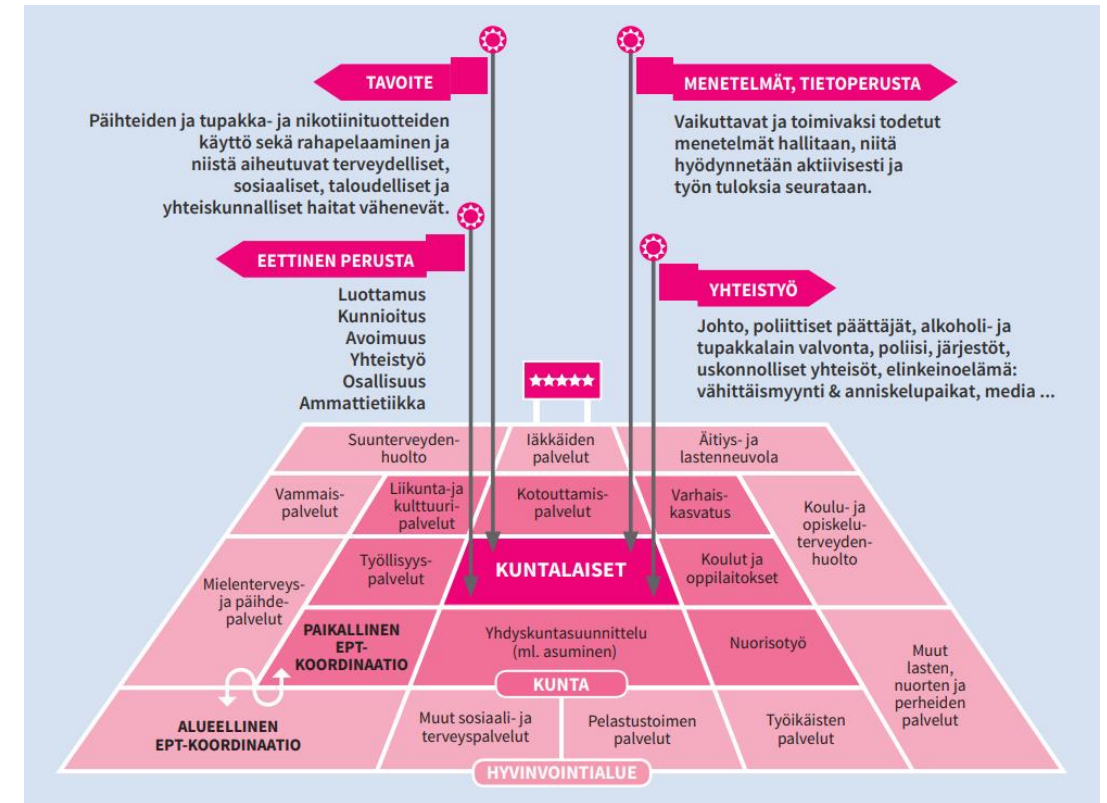 TAVOITE
Päihteiden ja tupakka- ja nikotiinituotteiden
käyttö sekä rahapelaaminen ja
niistä aiheutuvat terveydelliset,
sosiaaliset, taloudelliset ja
yhteiskunnalliset haitat vähenevät.
MENETELMÄT, TIETOPERUSTA
Vaikuttavat ja toimivaksi todetut
menetelmät hallitaan, niitä
hyödynnetään aktiivisesti ja
työn tuloksia seurataan.
EETTINEN PERUSTA
Luottamus
Kunnioitus
Avoimuus
Yhteistyö
Osallisuus
Ammattietiikka
YHTEISTYÖ
Johto, poliittiset päättäjät, alkoholi- ja
tupakkalain valvonta, poliisi, järjestöt,
uskonnolliset yhteisöt, elinkeinoelämä:
vähittäismyynti & anniskelupaikat, media ...
Suunterveyden-
huolto
Iäkkäiden
palvelut
Äitiys- ja
lastenneuvola
Vammais-
palvelut
Liikunta-ja
kulttuuri-
palvelut
Kotouttamis-
palvelut
Varhais-
kasvatus
Koulu- ja
opiskelu-
terveyden-
huolto
Mielenterveys-
ja päihde-
palvelut
Työllisyys-
palvelut
KUNTALAISET
Koulut ja
oppilaitokset
PAIKALLINEN
EPT-
KOORDINAATIO
Yhdyskuntasuunnittelu
(ml. asuminen)
Nuorisotyö
Muut
lasten,
nuorten ja
perheiden
palvelut
KUNTA
ALUEELLINEN
EPT-KOORDINAATIO
Muut sosiaali- ja
terveyspalvelut
Pelastustoimen
palvelut
Työikäisten
palvelut
HYVINVOINTIALUE